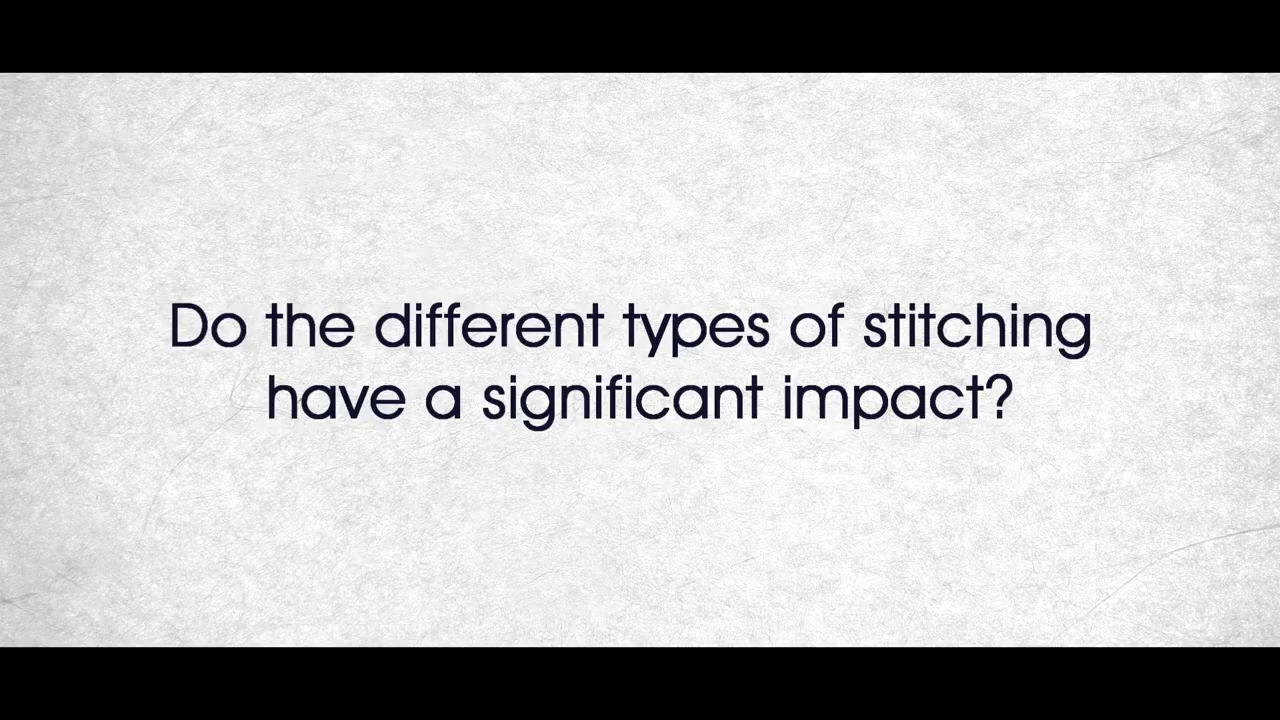 Do the different types of stitching
have a significant impact?